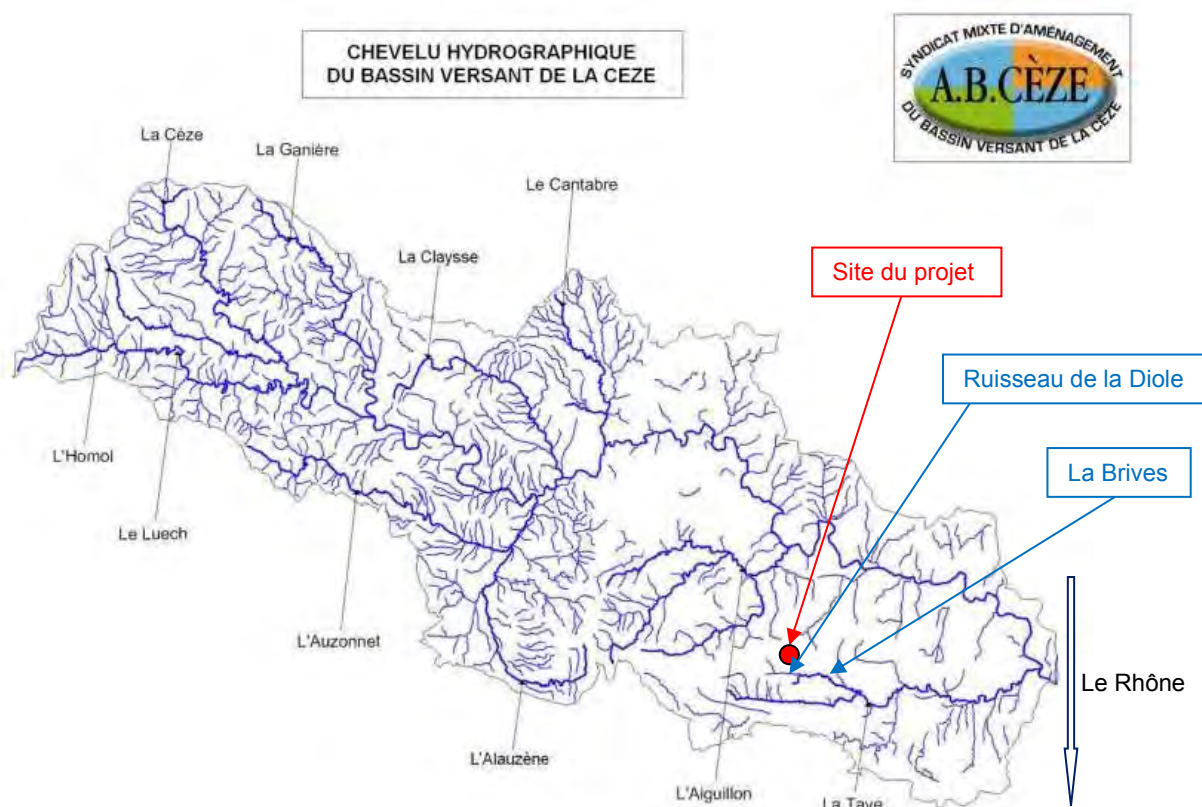 CHEVELU HYDROGRAPHIQUE
DU BASSIN VERSANT DE LA CEZE
SYNDICAT MIXTE D'AMÉNAGEMENT
A.B.CÈZE
DU BASSIN VERSANT DE LA CÈZE
La Cèze
La Ganière
Le Cantabre
La Claysse
Site du projet
Ruisseau de la Diole
La Brives
L'Homol
Le Luech
L'Auzonnet
Le Rhône
L'Alauzène
L'Aiguillon
La Tave